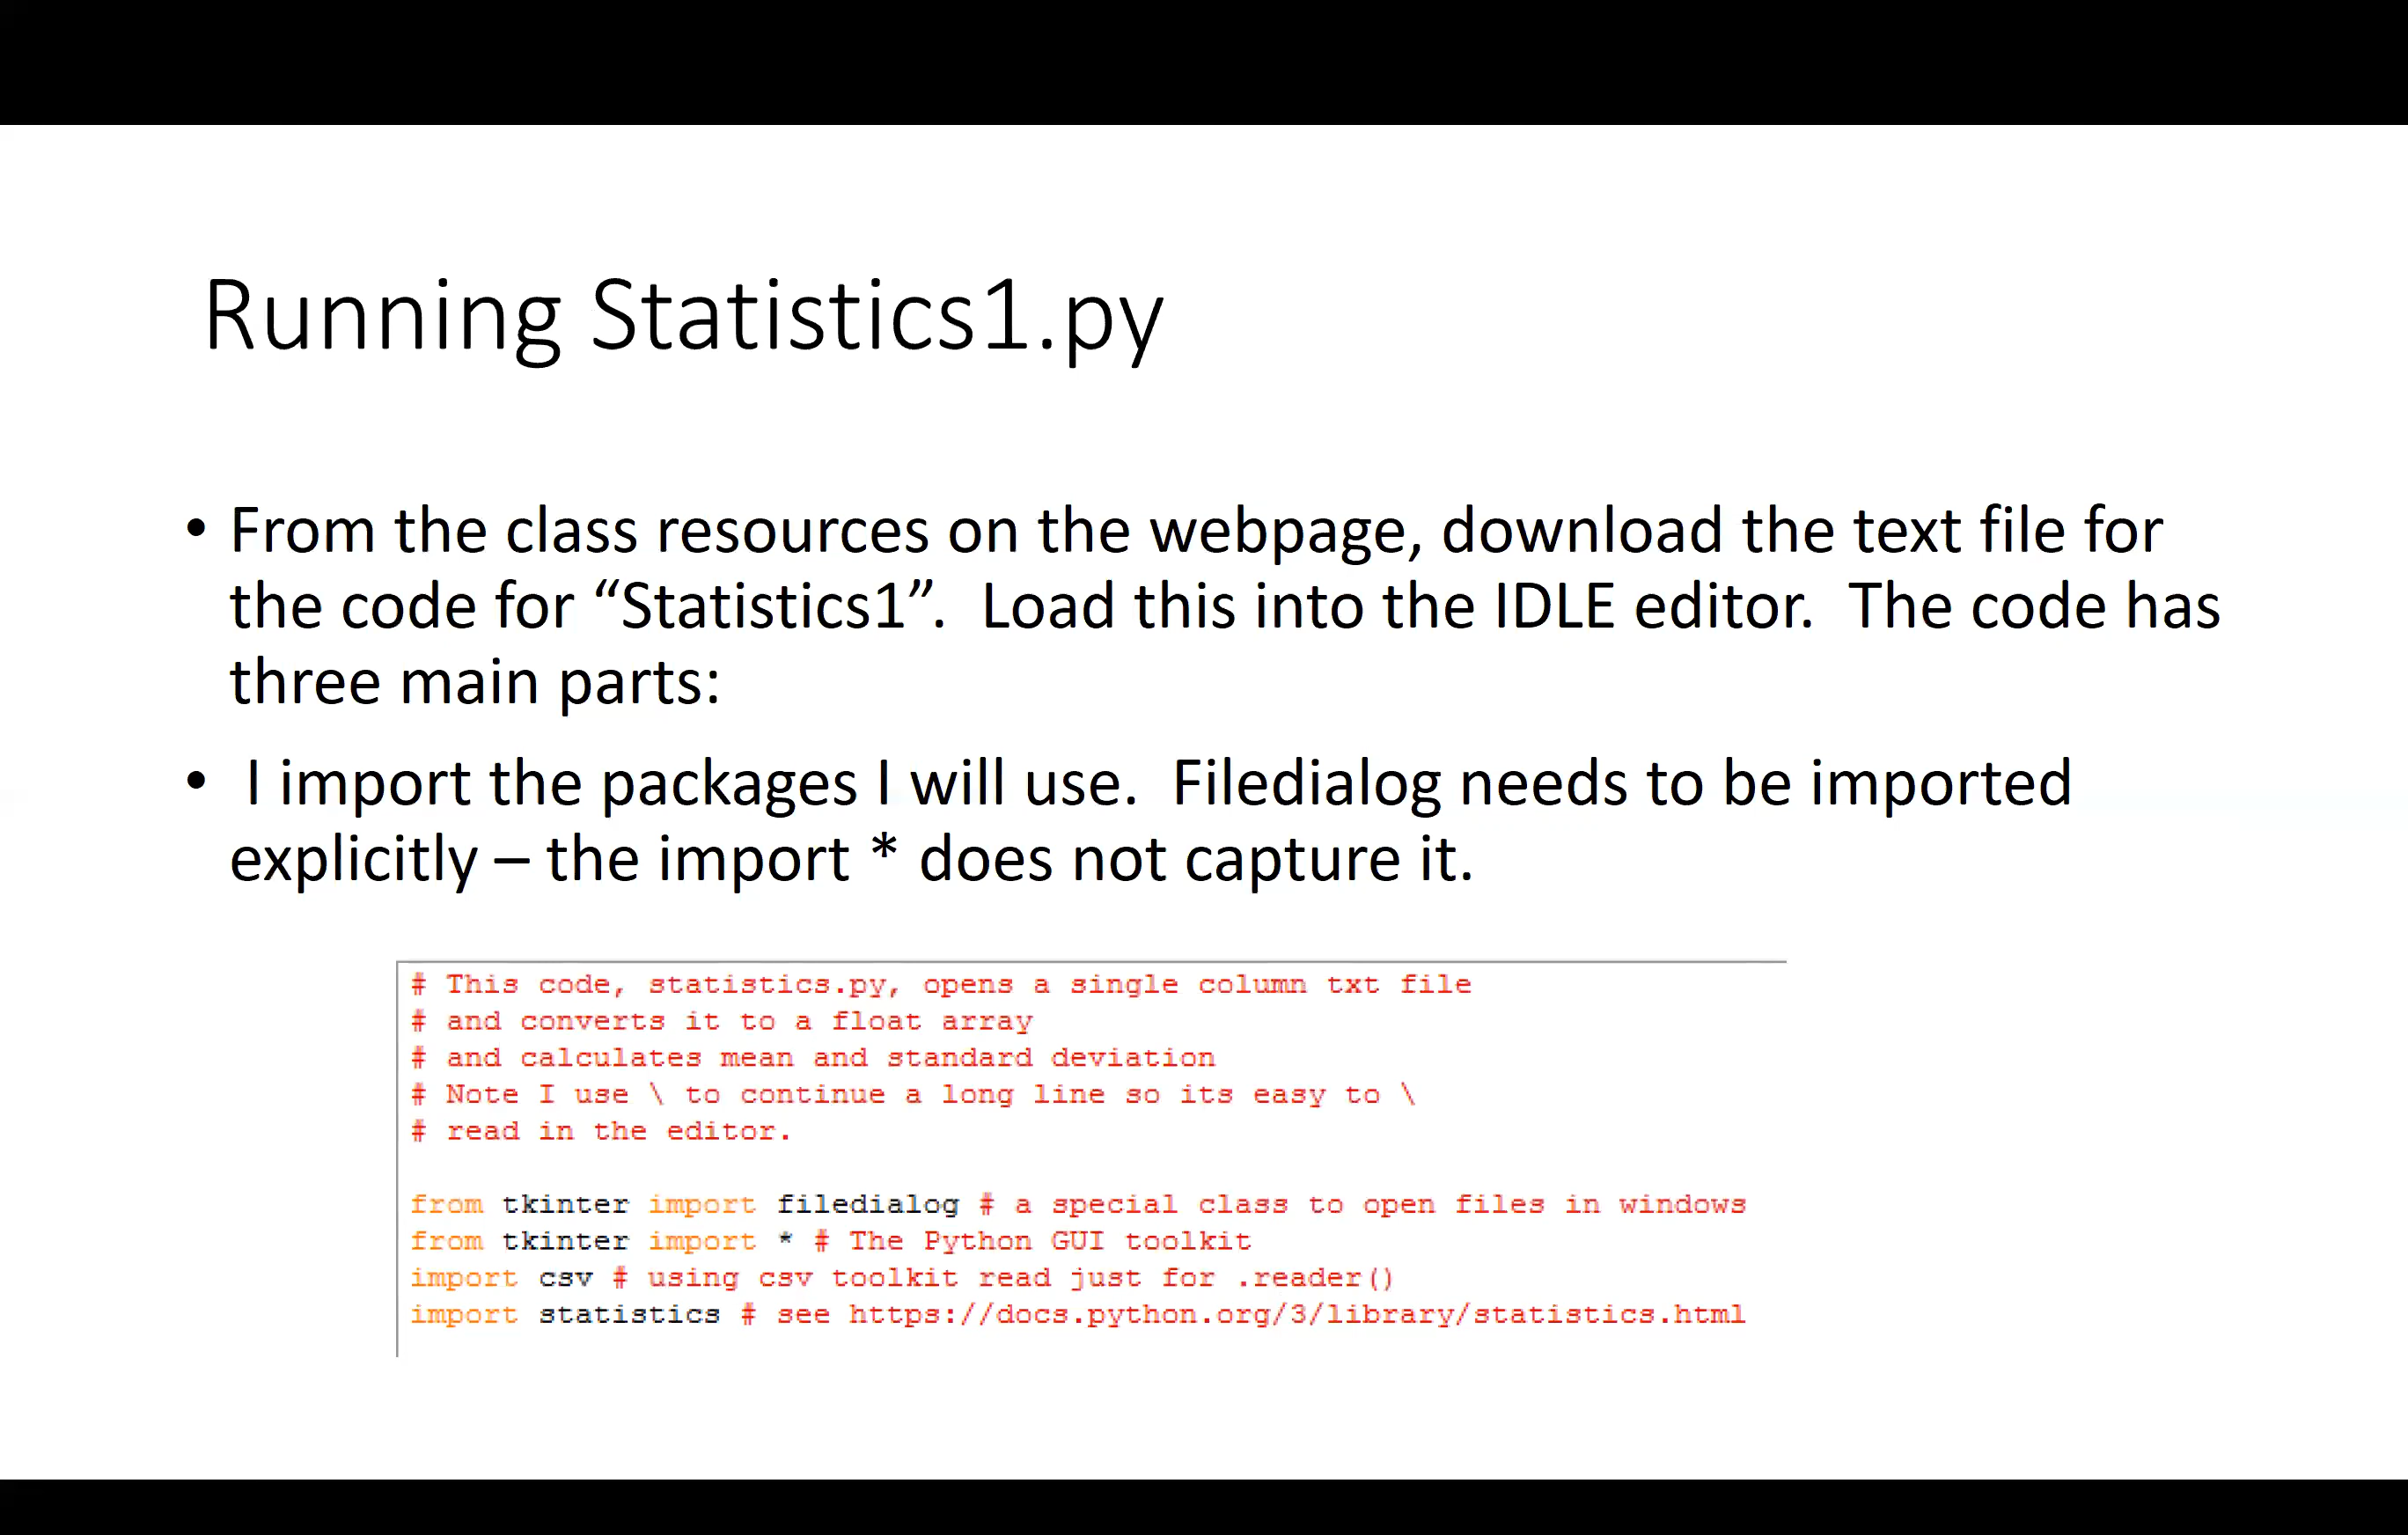 Running Statistics1.py
• From the class resources on the webpage, download the text file for
the code for “Statistics1”.  Load this into the IDLE editor.  The code has
three main parts:
•  I import the packages I will use.  Filedialog needs to be imported
explicitly – the import * does not capture it.
# This code, statistics.py, opens a single column txt file
# and converts it to a float array
# and calculates mean and standard deviation
# Note I use \ to continue a long line so its easy to \
# read in the editor.
from tkinter import filedialog # a special class to open files in windows
from tkinter import * # The Python GUI toolkit
import csv # using csv toolkit read just for .reader()
import statistics # see https://docs.python.org/3/library/statistics.html